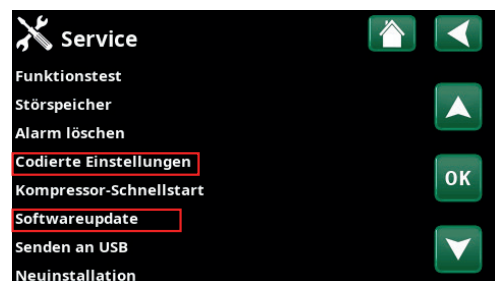 Service
Funktionstest
Störspeicher
Alarm löschen
Codierte Einstellungen
Kompressor-Schnellstart
OK
Softwareupdate
Senden an USB
Neuinstallation